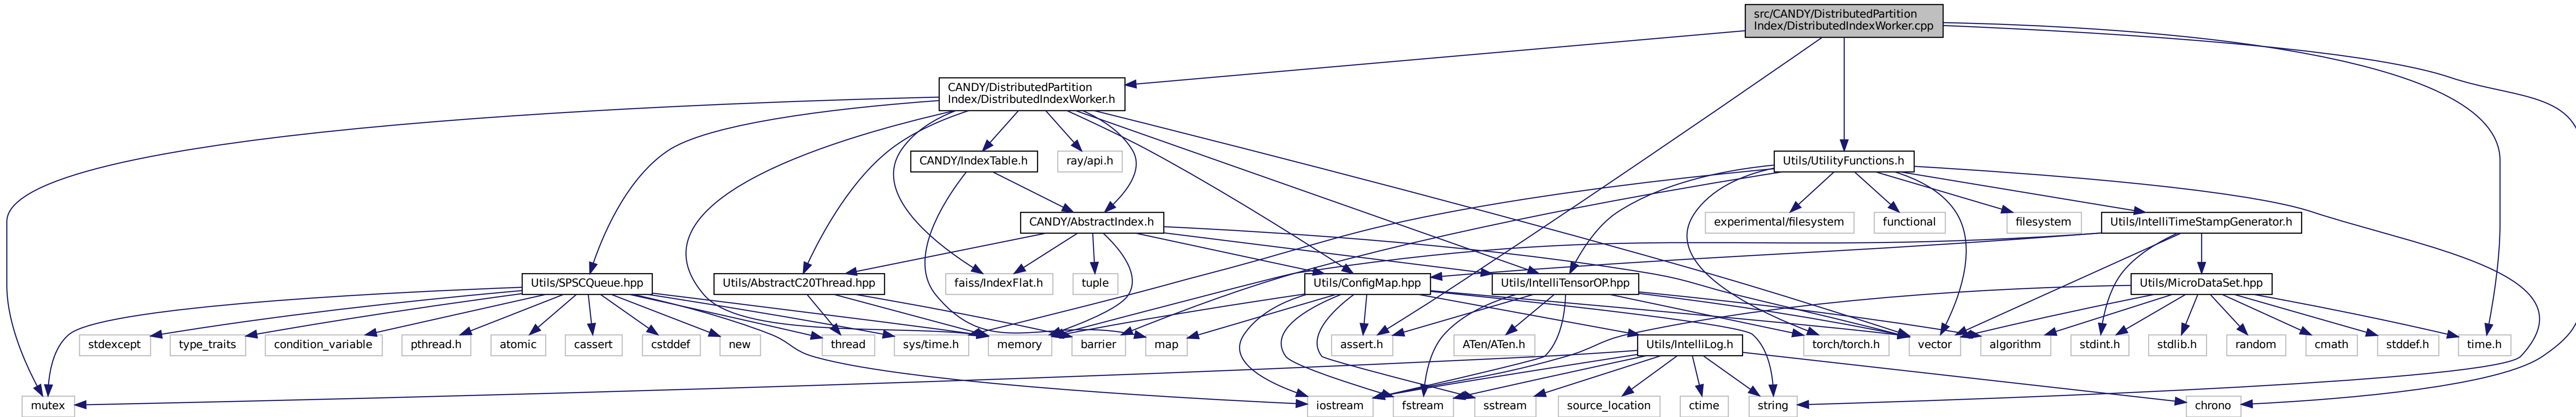 src/CANDY/DistributedPartition
Index/DistributedIndexWorker.cpp
CANDY/DistributedPartition
Index/DistributedIndexWorker.h
CANDY/IndexTable.h
ray/api.h
Utils/UtilityFunctions.h
CANDY/AbstractIndex.h
experimental/filesystem
functional
filesystem
Utils/IntelliTimeStampGenerator.h
Utils/SPSCQueue.hpp
Utils/AbstractC20Thread.hpp
faiss/IndexFlat.h
tuple
Utils/ConfigMap.hpp
Utils/IntelliTensorOP.hpp
Utils/MicroDataSet.hpp
stdexcept
type_traits
condition_variable
pthread.h
atomic
cassert
cstddef
new
thread
sys/time.h
memory
barrier
map
assert.h
ATen/ATen.h
Utils/IntelliLog.h
torch/torch.h
vector
algorithm
stdint.h
stdlib.h
random
cmath
stddef.h
time.h
mutex
iostream
fstream
sstream
source_location
ctime
string
chrono